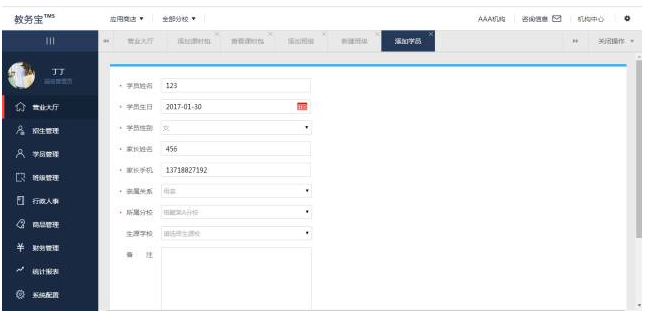 教务宝TMS
应用商店 ▼ 全部分校 ▼ AAA机构 咨询信息 机构中心
营业大厅 添加课时包 查看课时包 添加班级 新建班级 添加学员 关闭操作
丁丁
营业大厅
招生管理
学员管理
班级管理
行政人事
商品管理
财务管理
统计报表
系统配置
* 学员姓名 123
* 学员生日 2017-01-30
* 学员性别 女
* 家长姓名 456
* 家长手机 13718827192
* 亲属关系 母亲
* 所属分校
生源学校 请选择生源校
备 注